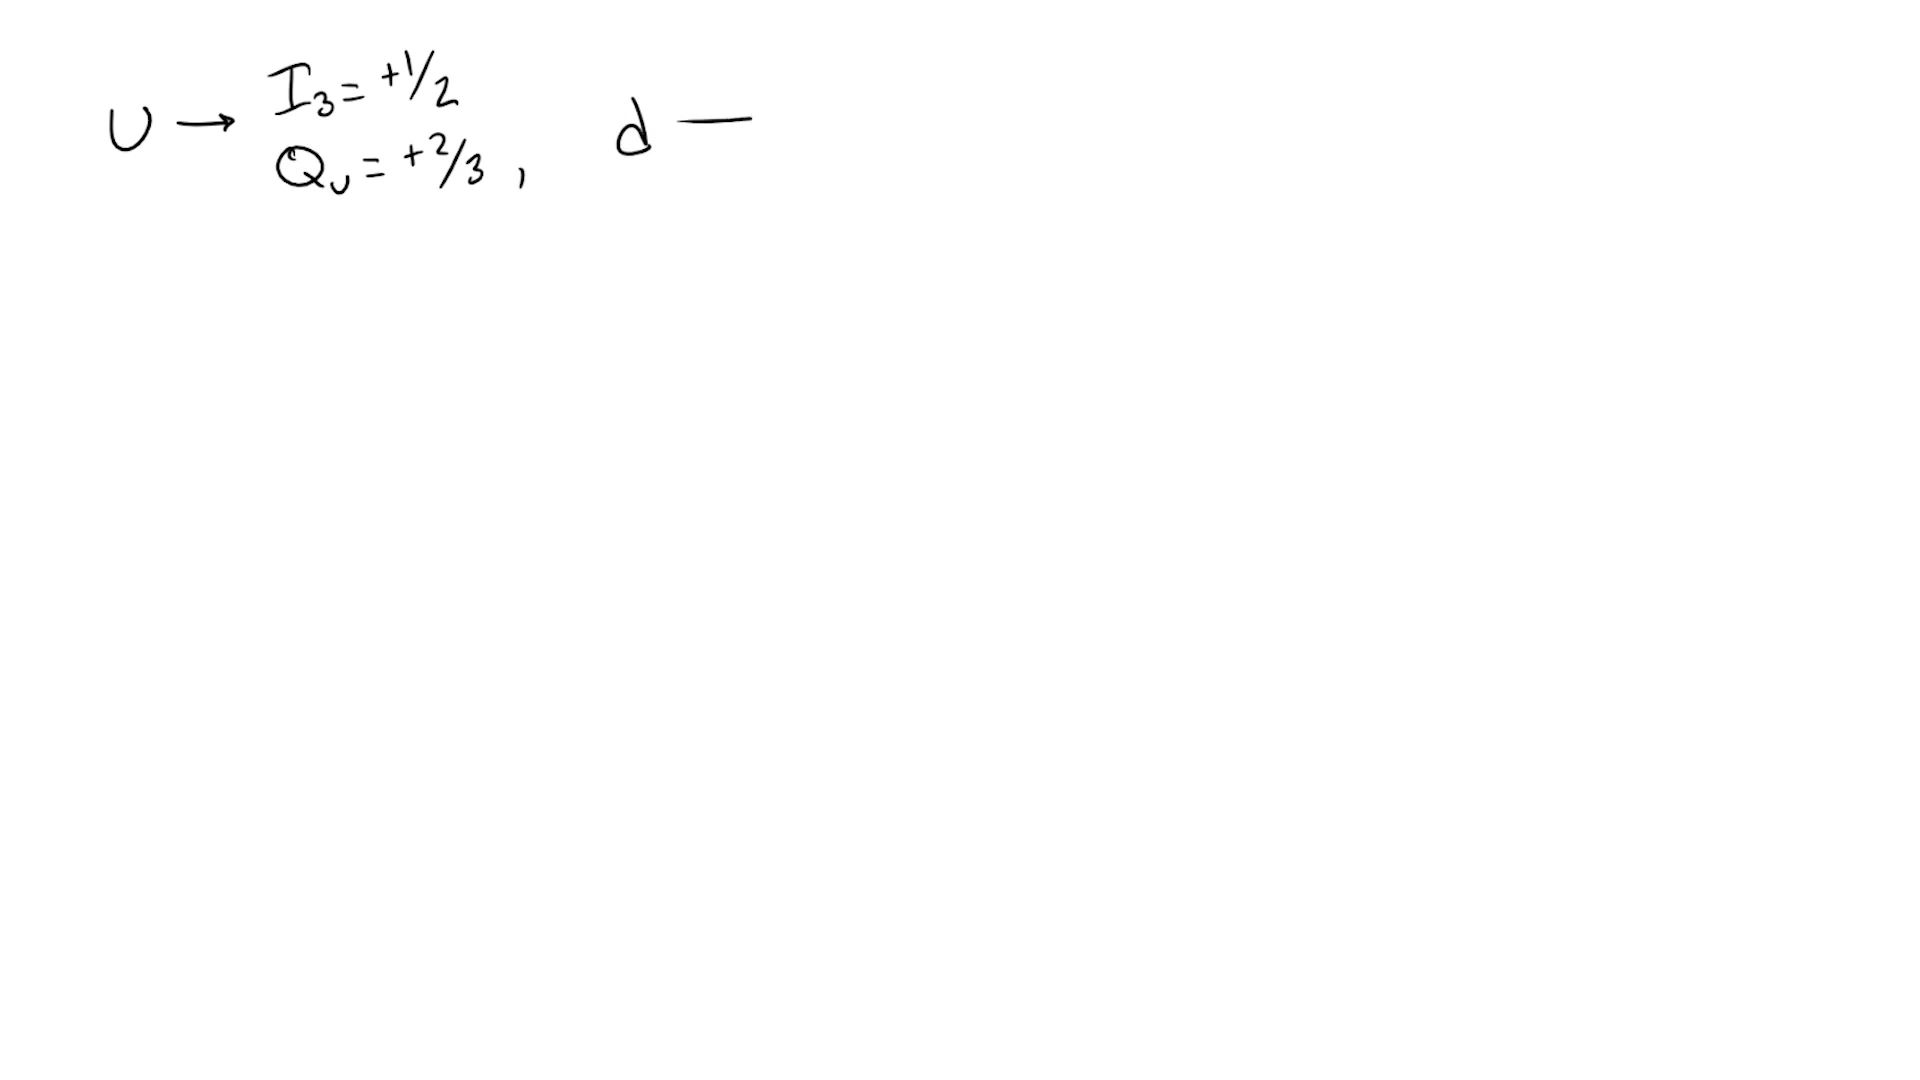 I₃ = +1/2
U → Q_U = +2/3 , d —